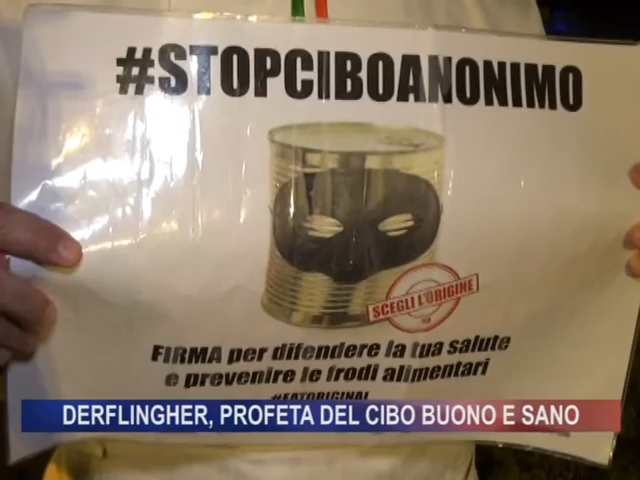 #STOPCIBOANONIMO
SCEGLI L'ORIGINE
FIRMA per difendere la tua salute
e prevenire le frodi alimentari
#EATORIGINAL
DERFLINGHER, PROFETA DEL CIBO BUONO E SANO